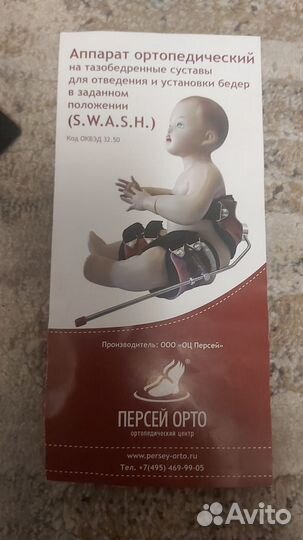 Аппарат ортопедический
на тазобедренные суставы
для отведения и установки бедер
в заданном
положении
(S.W.A.S.H.)
Код ОКВЭД 32.50
Производитель: ООО «ОЦ Персей»
®
ПЕРСЕЙ ОРТО
ортопедический центр
www.persey-orto.ru
Тел. +7(495) 469-99-05
Avito